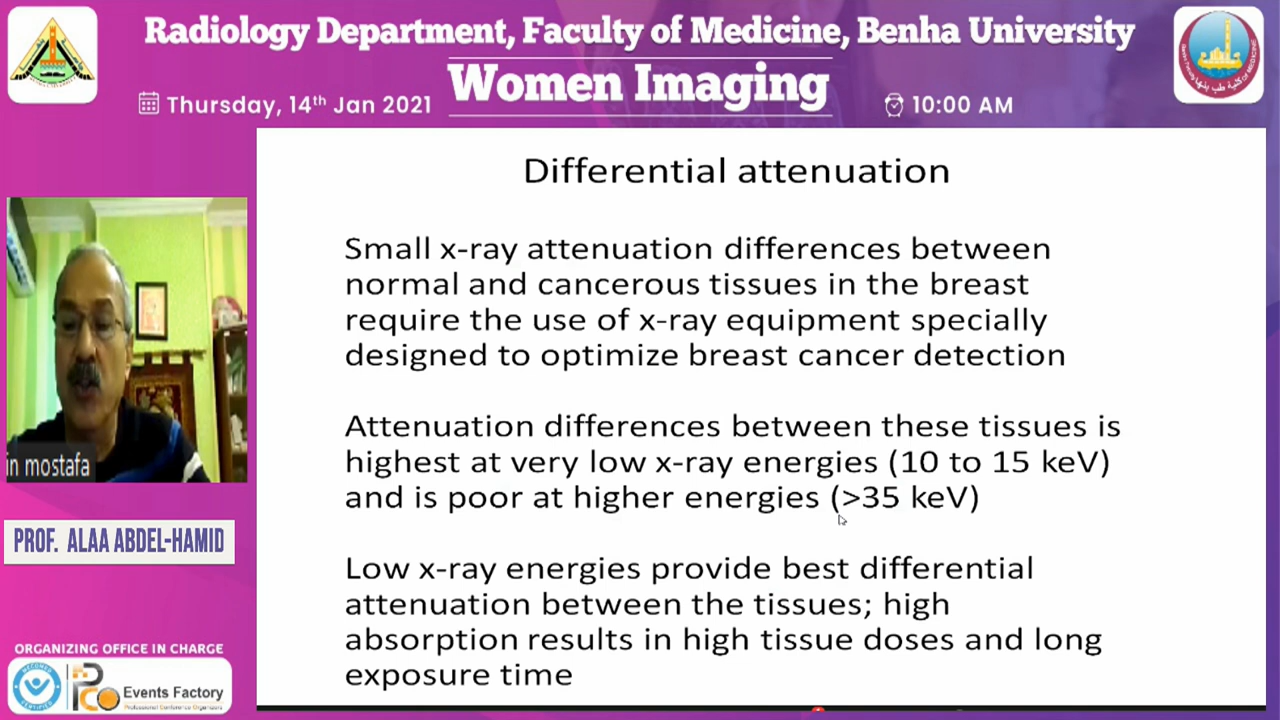 Radiology Department, Faculty of Medicine, Benha University
Women Imaging
Thursday, 14th Jan 2021
10:00 AM
Differential attenuation
Small x-ray attenuation differences between
normal and cancerous tissues in the breast
require the use of x-ray equipment specially
designed to optimize breast cancer detection
Attenuation differences between these tissues is
highest at very low x-ray energies (10 to 15 keV)
and is poor at higher energies (>35 keV)
Low x-ray energies provide best differential
attenuation between the tissues; high
absorption results in high tissue doses and long
exposure time
in mostafa
PROF. ALAA ABDEL-HAMID
ORGANIZING OFFICE IN CHARGE
Events Factory
Professional Conference Organizers